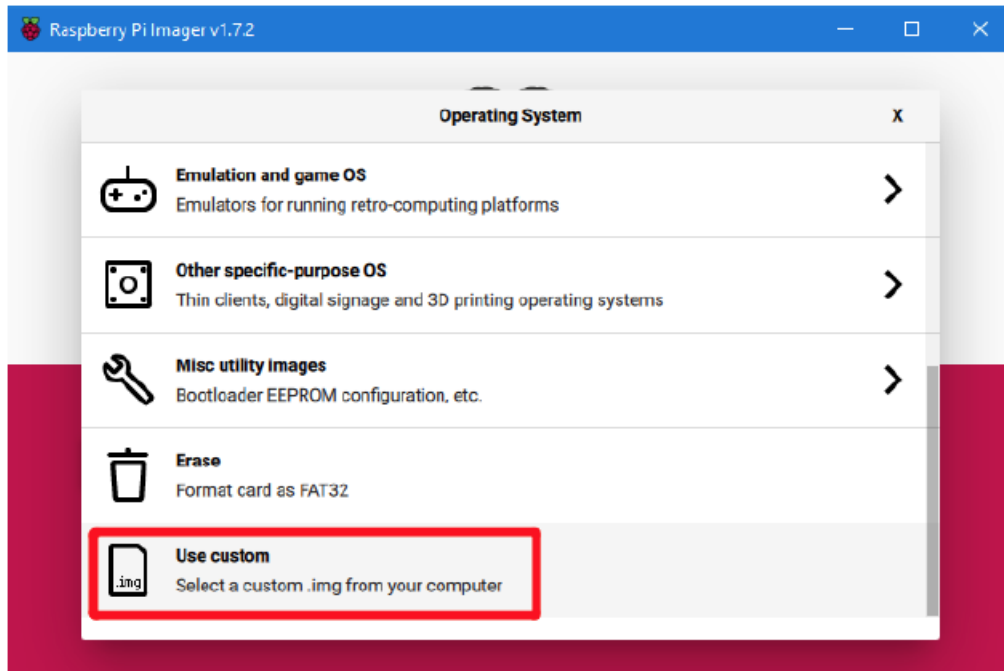 Raspberry Pi Imager v1.7.2
Operating System
X
Emulation and game OS
Emulators for running retro-computing platforms
Other specific-purpose OS
Thin clients, digital signage and 3D printing operating systems
Misc utility images
Bootloader EEPROM configuration, etc.
Erase
Format card as FAT32
.img
Use custom
Select a custom .img from your computer